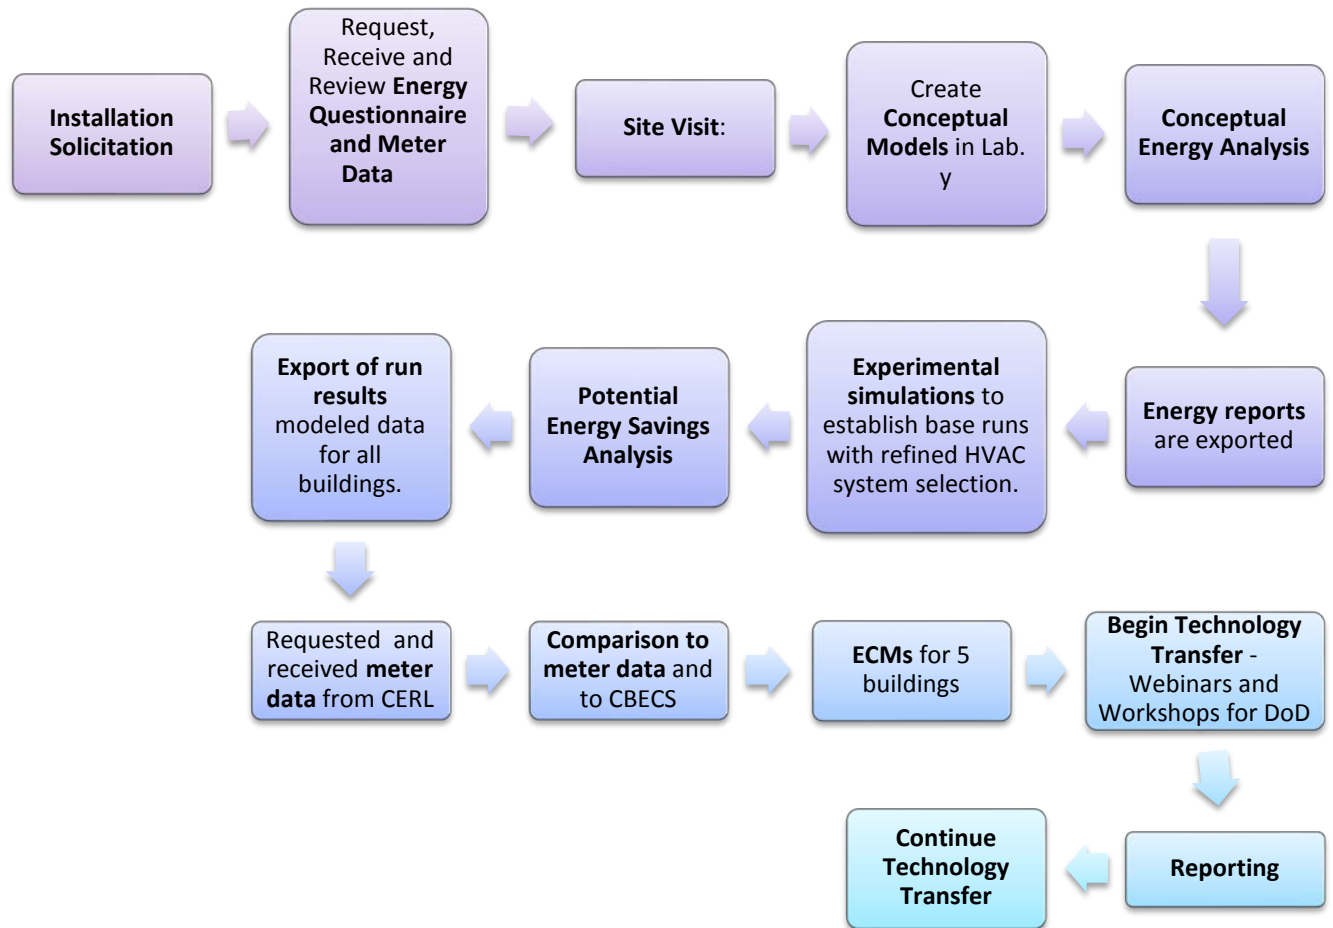 Installation
Solicitation
Request,
Receive and
Review Energy
Questionnaire
and Meter
Data
Site Visit:
Create
Conceptual
Models in Lab.
y
Conceptual
Energy Analysis
Energy reports
are exported
Experimental
simulations to
establish base runs
with refined HVAC
system selection.
Potential
Energy Savings
Analysis
Export of run
results
modeled data
for all
buildings.
Requested and
received meter
data from CERL
Comparison to
meter data and
to CBECS
ECMs for 5
buildings
Begin Technology
Transfer -
Webinars and
Workshops for DoD
Reporting
Continue
Technology
Transfer